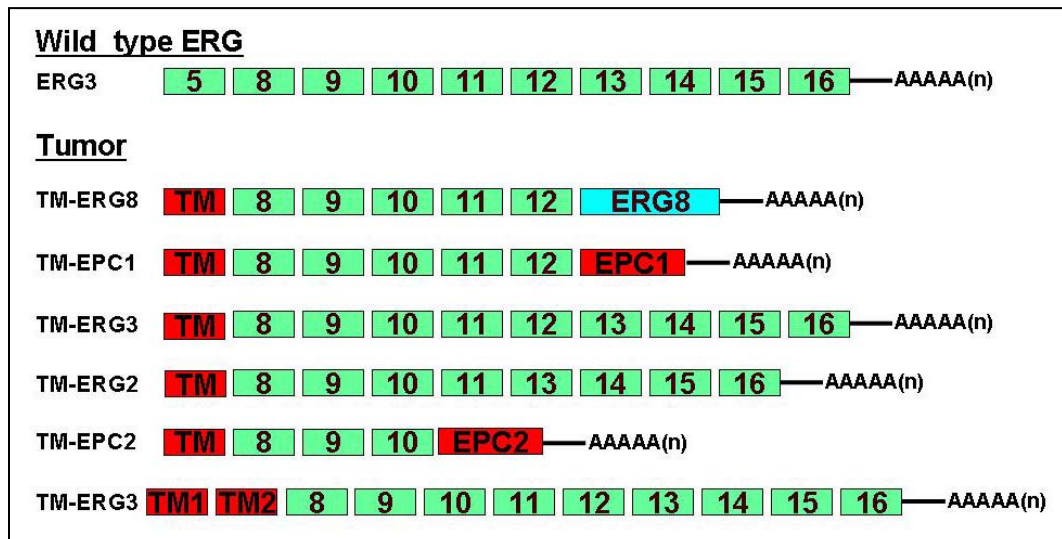 Wild type ERG
ERG3 5 8 9 10 11 12 13 14 15 16 AAAAA(n)
Tumor
TM-ERG8 TM 8 9 10 11 12 ERG8 AAAAA(n)
TM-EPC1 TM 8 9 10 11 12 EPC1 AAAAA(n)
TM-ERG3 TM 8 9 10 11 12 13 14 15 16 AAAAA(n)
TM-ERG2 TM 8 9 10 11 13 14 15 16 AAAAA(n)
TM-EPC2 TM 8 9 10 EPC2 AAAAA(n)
TM-ERG3 TM1 TM2 8 9 10 11 12 13 14 15 16 AAAAA(n)